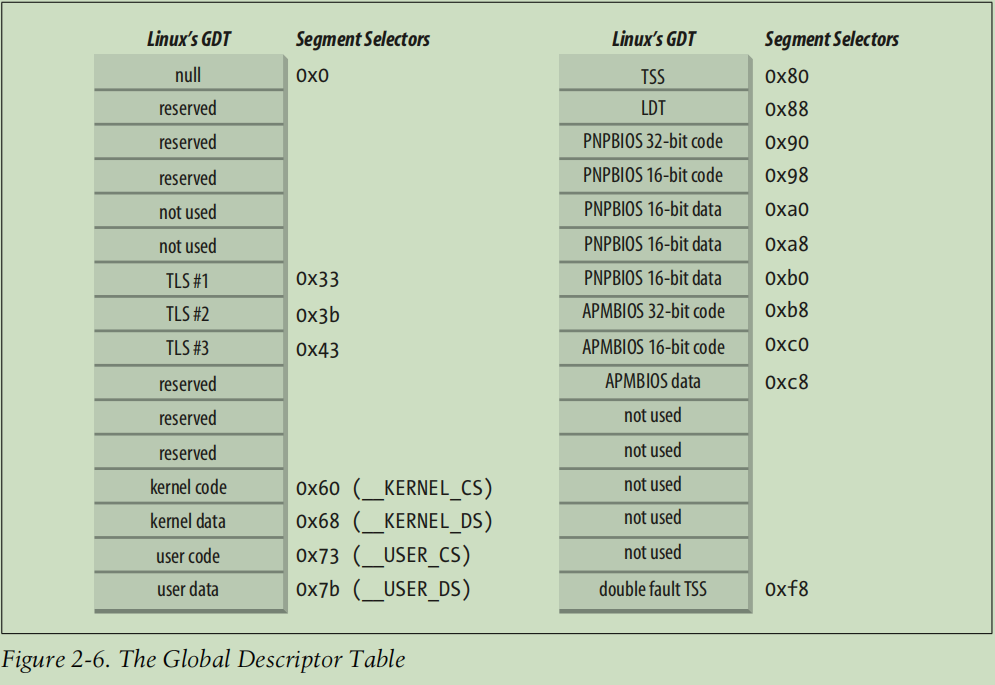 Linux's GDT Segment Selectors
null 0x0
reserved
reserved
reserved
not used
not used
TLS #1 0x33
TLS #2 0x3b
TLS #3 0x43
reserved
reserved
reserved
kernel code 0x60 (__KERNEL_CS)
kernel data 0x68 (__KERNEL_DS)
user code 0x73 (__USER_CS)
user data 0x7b (__USER_DS)
Linux's GDT Segment Selectors
TSS 0x80
LDT 0x88
PNPBIOS 32-bit code 0x90
PNPBIOS 16-bit code 0x98
PNPBIOS 16-bit data 0xa0
PNPBIOS 16-bit data 0xa8
PNPBIOS 16-bit data 0xb0
APMBIOS 32-bit code 0xb8
APMBIOS 16-bit code 0xc0
APMBIOS data 0xc8
not used
not used
not used
not used
not used
double fault TSS 0xf8
Figure 2-6. The Global Descriptor Table